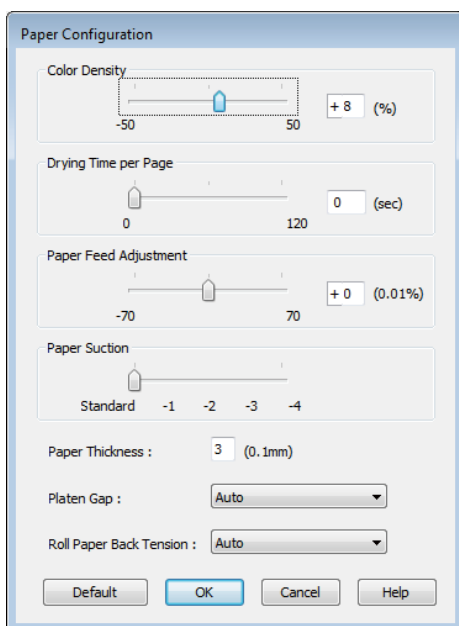 Paper Configuration
Color Density
+ 8 (%)
-50 50
Drying Time per Page
0 (sec)
0 120
Paper Feed Adjustment
+ 0 (0.01%)
-70 70
Paper Suction
Standard -1 -2 -3 -4
Paper Thickness : 3 (0.1mm)
Platen Gap : Auto
Roll Paper Back Tension : Auto
Default OK Cancel Help